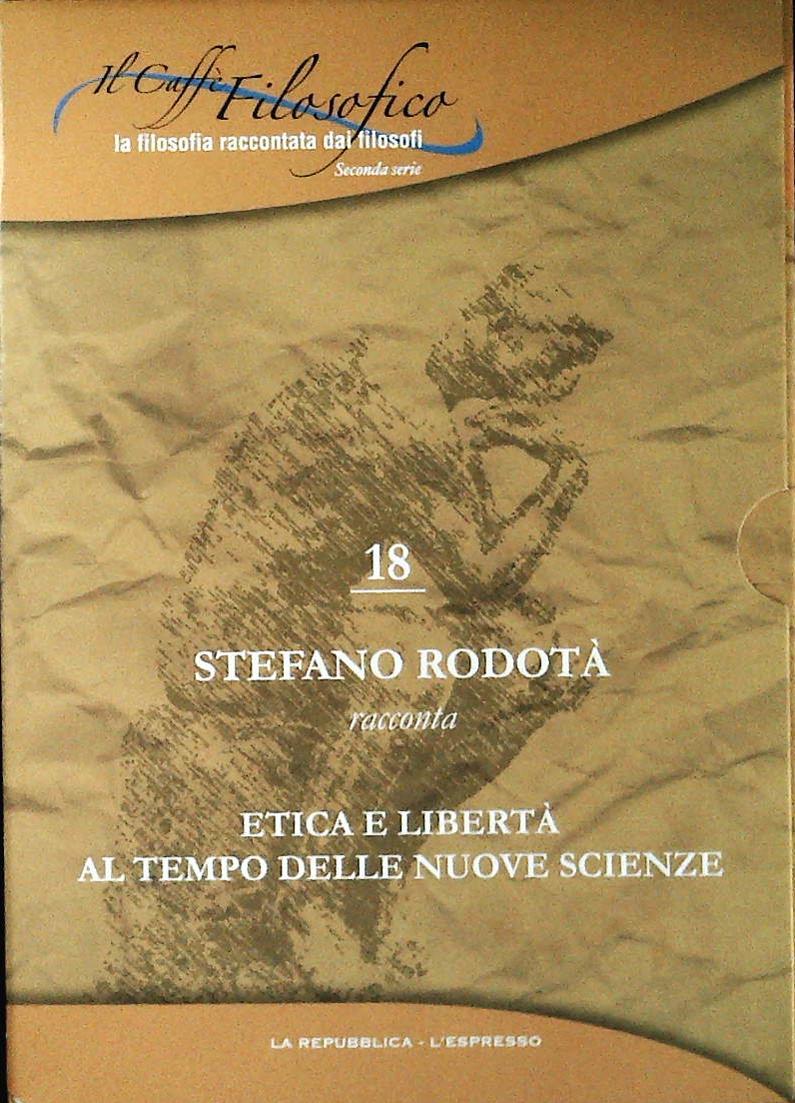 Il Caffè Filosofico
la filosofia raccontata dai filosofi
Seconda serie
18
STEFANO RODOTÀ
racconta
ETICA E LIBERTÀ
AL TEMPO DELLE NUOVE SCIENZE
LA REPUBBLICA - L'ESPRESSO